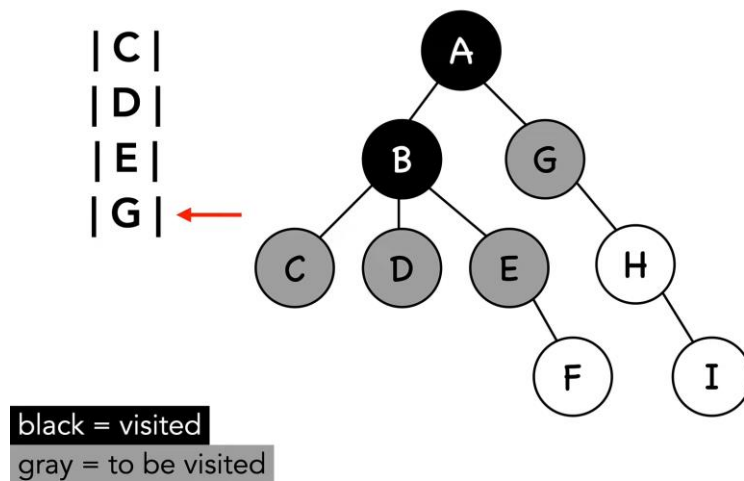 | C |
| D |
| E |
| G |
A
B
G
C
D
E
H
F
I
black = visited
gray = to be visited